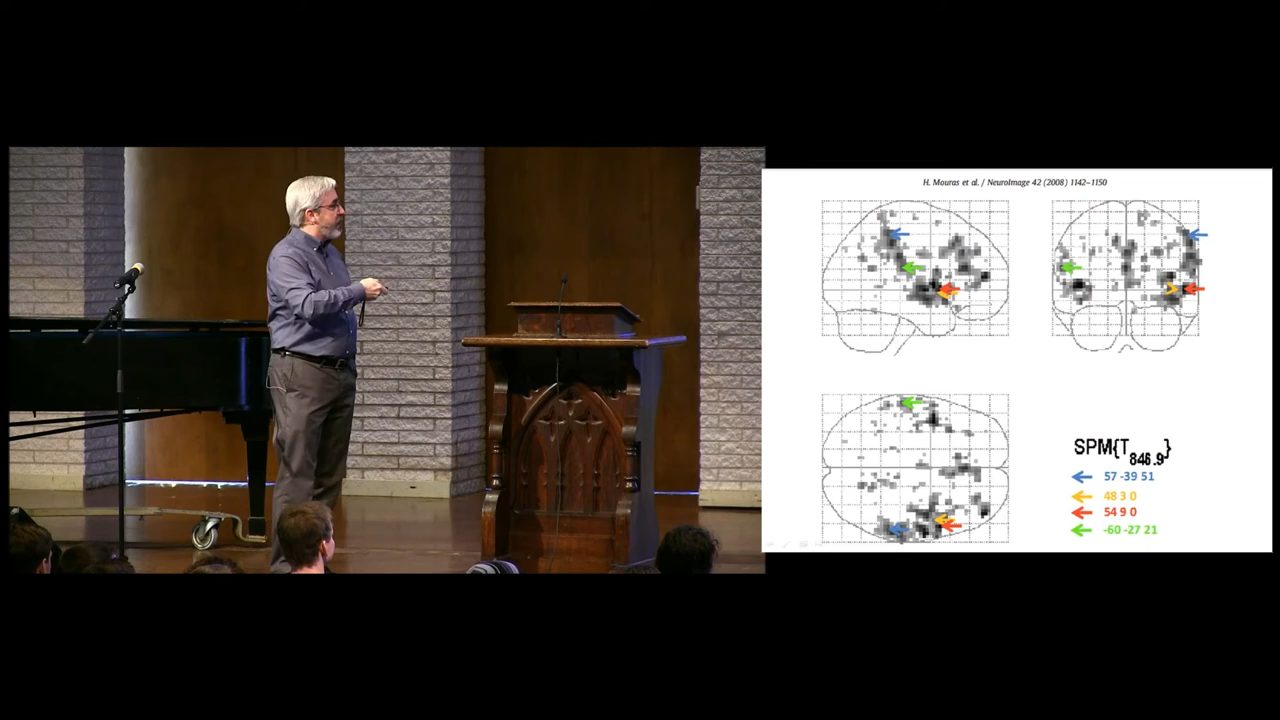 H. Mouras et al. / NeuroImage 42 (2008) 1142–1150
SPM{T846.9}
57 -39 51
48 3 0
54 9 0
-60 -27 21